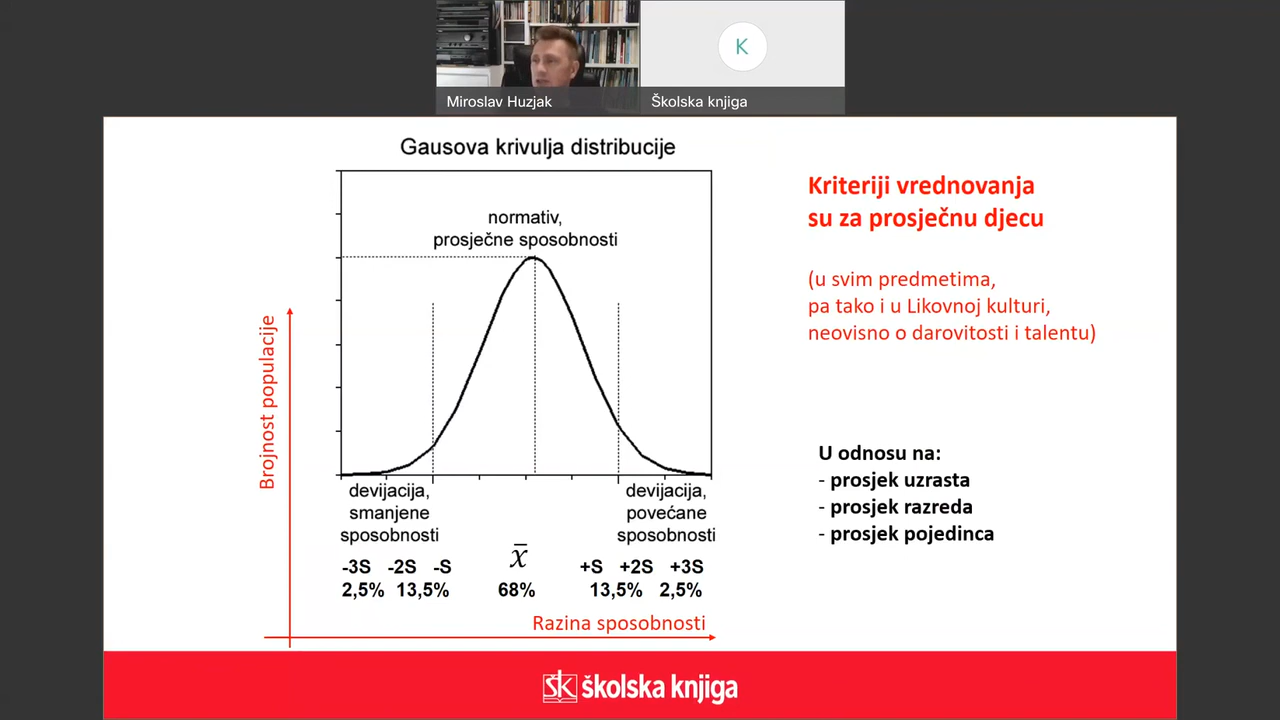 K
Miroslav Huzjak
Školska knjiga
Gausova krivulja distribucije
normativ,
prosječne sposobnosti
Brojnost populacije
devijacija,
smanjene
sposobnosti
devijacija,
povećane
sposobnosti
-3S -2S -S x̅ +S +2S +3S
2,5% 13,5% 68% 13,5% 2,5%
Razina sposobnosti
Kriteriji vrednovanja
su za prosječnu djecu
(u svim predmetima,
pa tako i u Likovnoj kulturi,
neovisno o darovitosti i talentu)
U odnosu na:
- prosjek uzrasta
- prosjek razreda
- prosjek pojedinca
ŠK školska knjiga